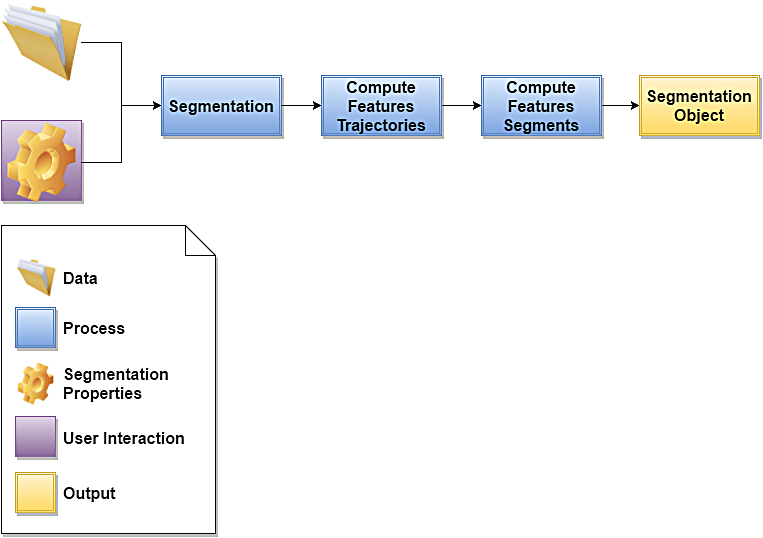 Segmentation
Compute
Features
Trajectories
Compute
Features
Segments
Segmentation
Object
Data
Process
Segmentation
Properties
User Interaction
Output